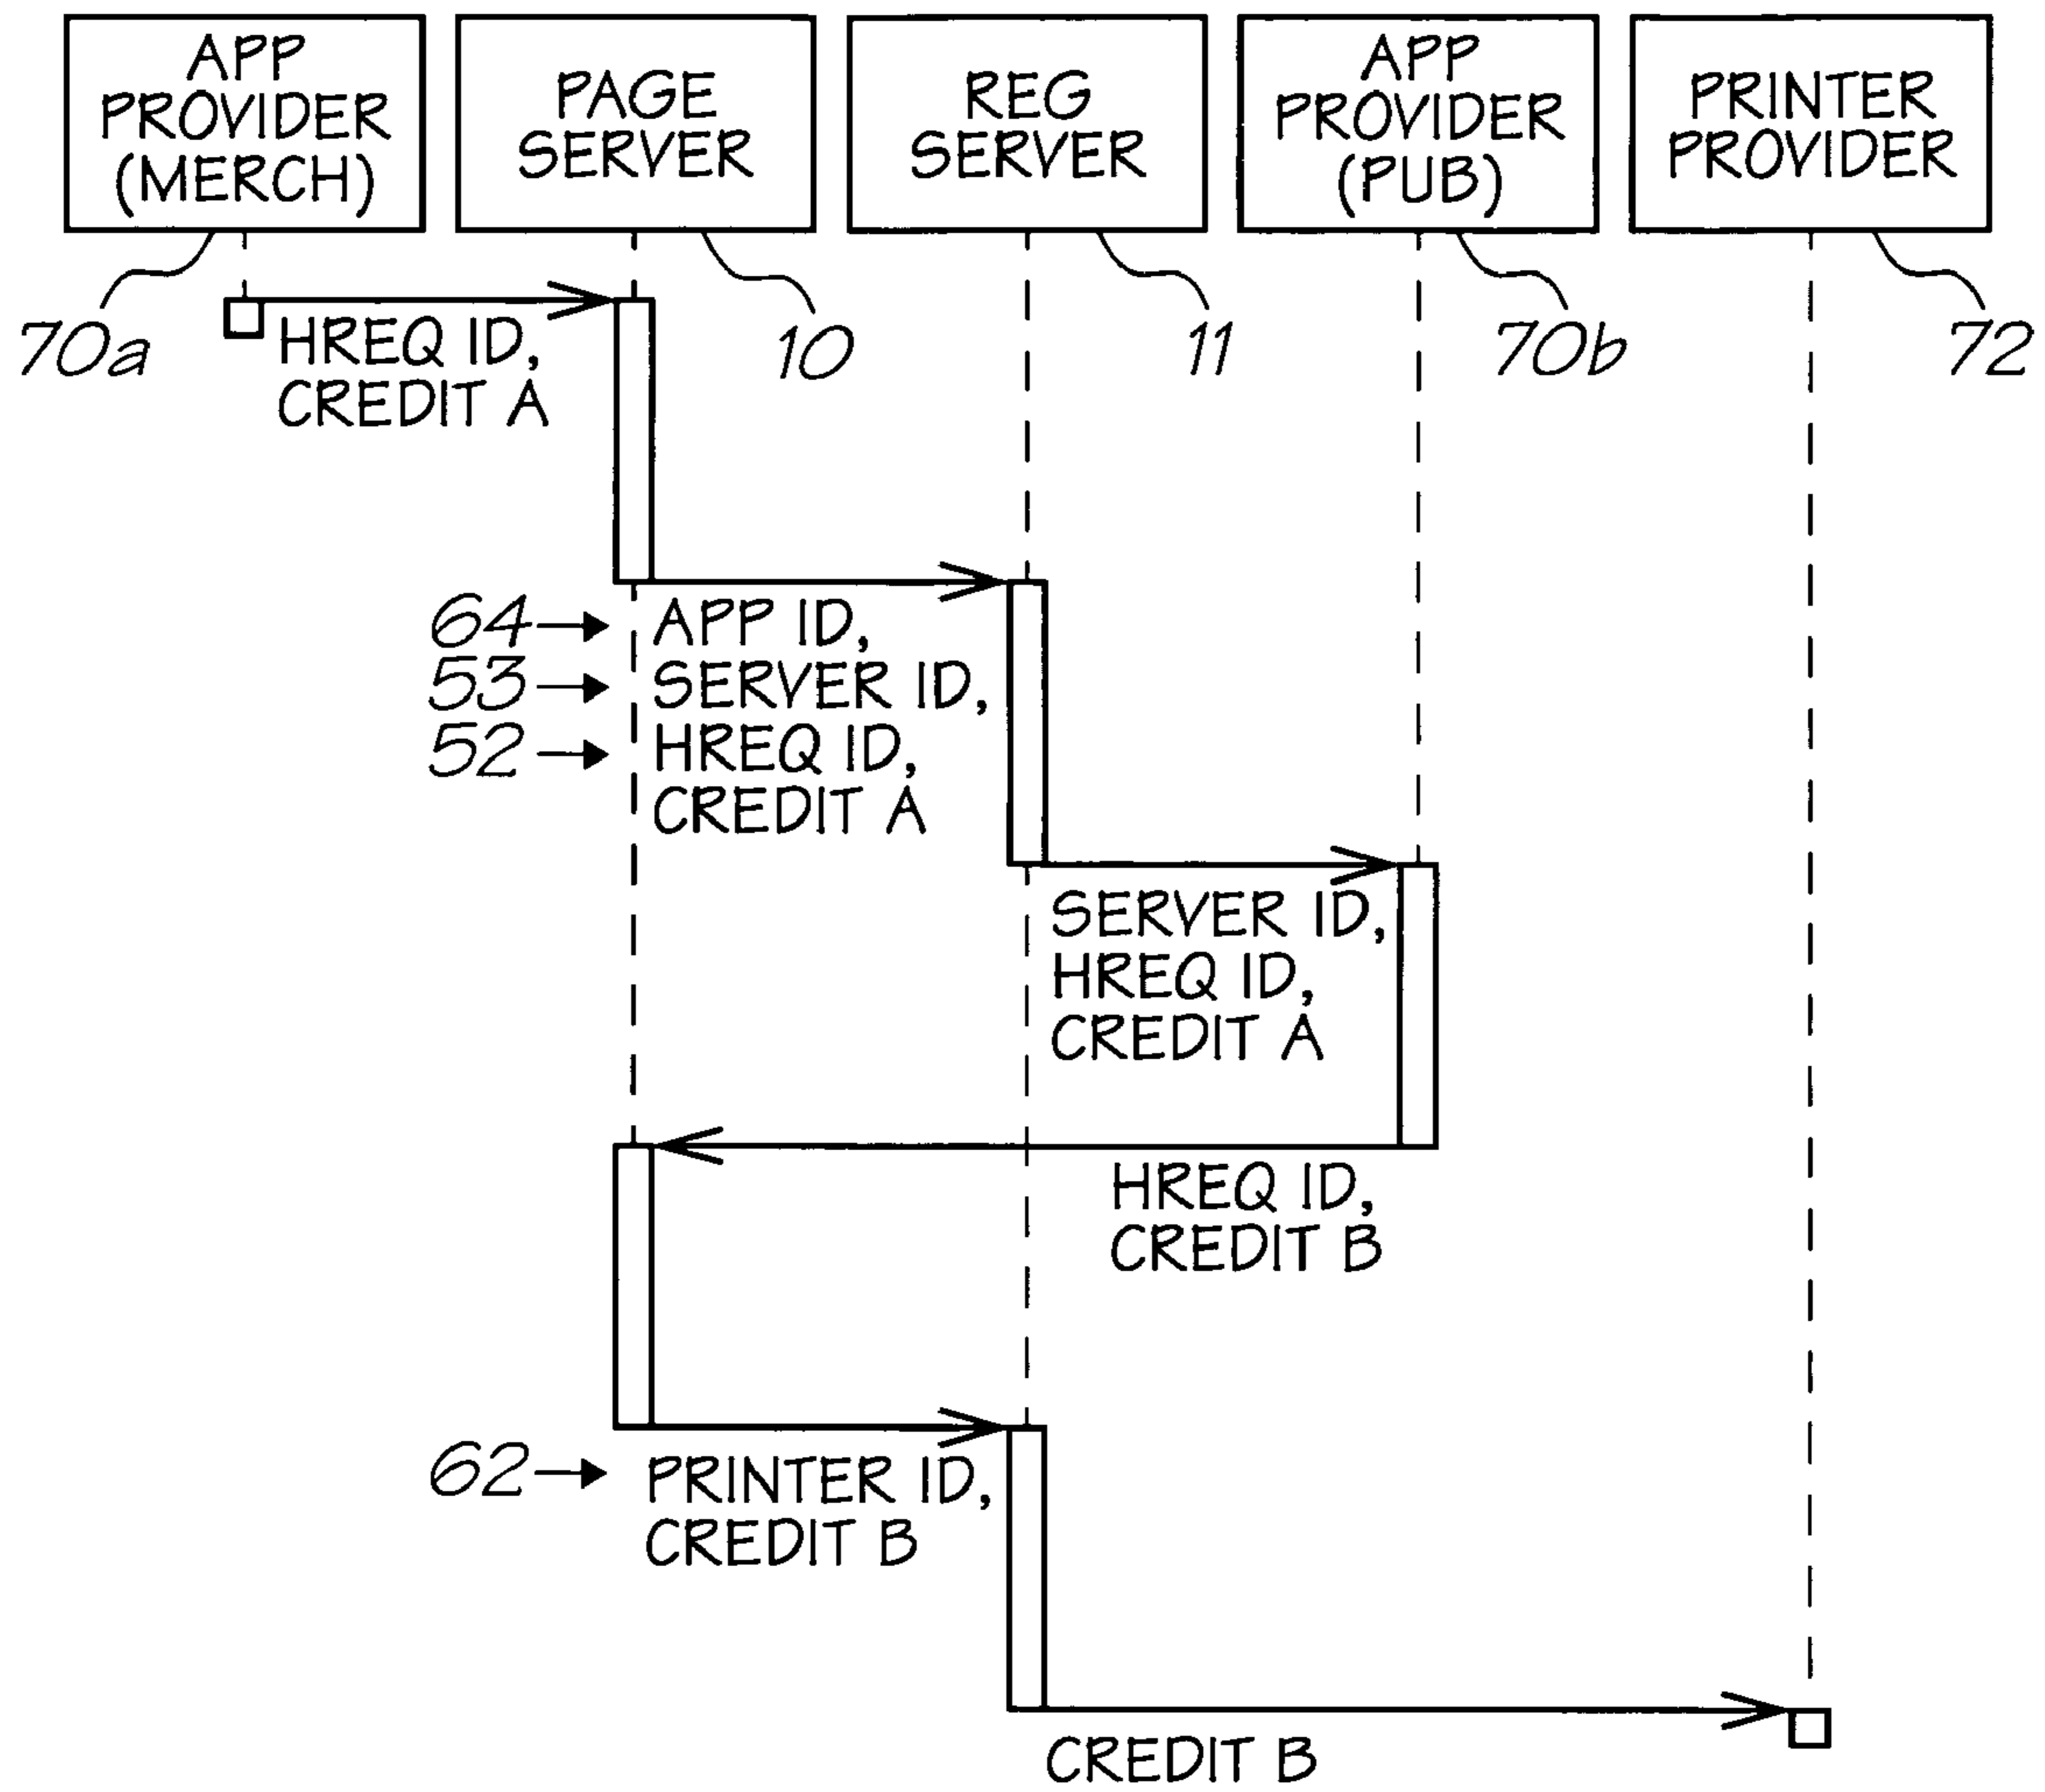 APP
PROVIDER
(MERCH)
PAGE
SERVER
REG
SERVER
APP
PROVIDER
(PUB)
PRINTER
PROVIDER
70a
10
11
70b
72
HREQ ID,
CREDIT A
64
APP ID,
53
SERVER ID,
52
HREQ ID,
CREDIT A
SERVER ID,
HREQ ID,
CREDIT A
HREQ ID,
CREDIT B
62
PRINTER ID,
CREDIT B
CREDIT B